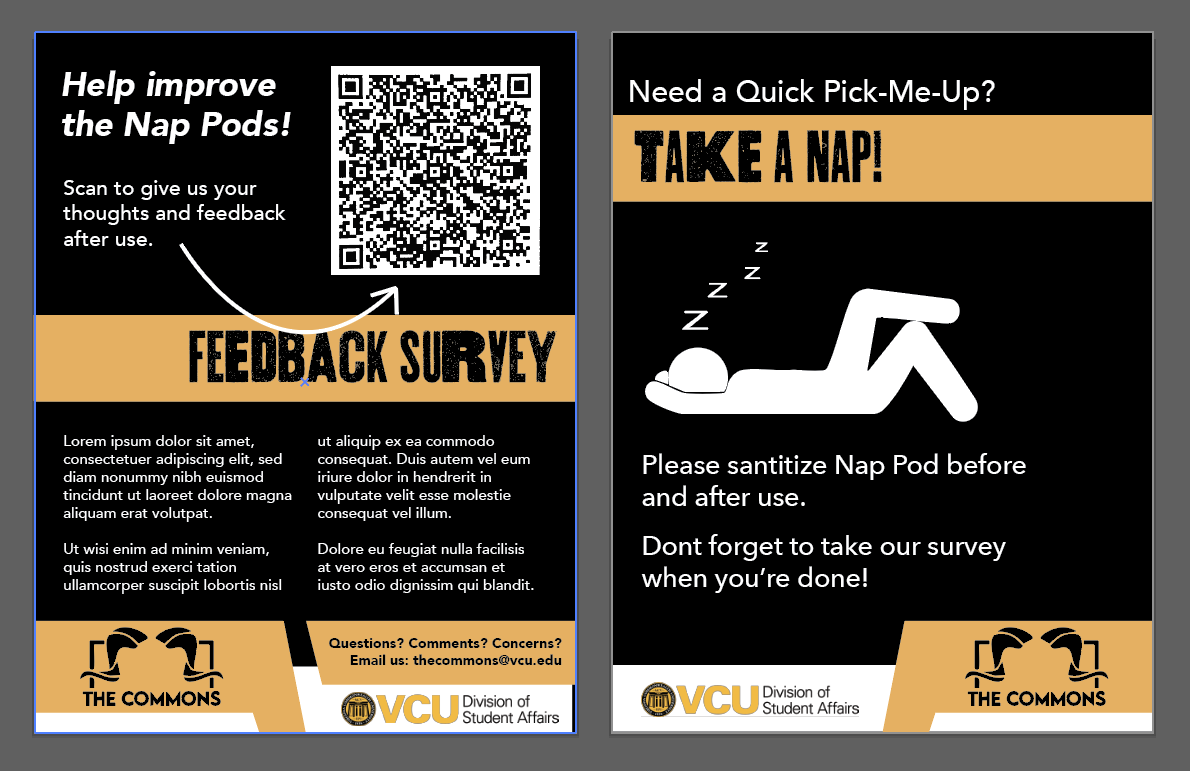 Help improve
the Nap Pods!
Scan to give us your
thoughts and feedback
after use.
FEEDBACK SURVEY
Lorem ipsum dolor sit amet,
consectetuer adipiscing elit, sed
diam nonummy nibh euismod
tincidunt ut laoreet dolore magna
aliquam erat volutpat.
Ut wisi enim ad minim veniam,
quis nostrud exerci tation
ullamcorper suscipit lobortis nisl
ut aliquip ex ea commodo
consequat. Duis autem vel eum
iriure dolor in hendrerit in
vulputate velit esse molestie
consequat vel illum.
Dolore eu feugiat nulla facilisis
at vero eros et accumsan et
iusto odio dignissim qui blandit.
THE COMMONS
Questions? Comments? Concerns?
Email us: thecommons@vcu.edu
VCU Division of
Student Affairs
Need a Quick Pick-Me-Up?
TAKE A NAP!
z
z
z
z
Please santitize Nap Pod before
and after use.
Dont forget to take our survey
when you’re done!
VCU Division of
Student Affairs
THE COMMONS